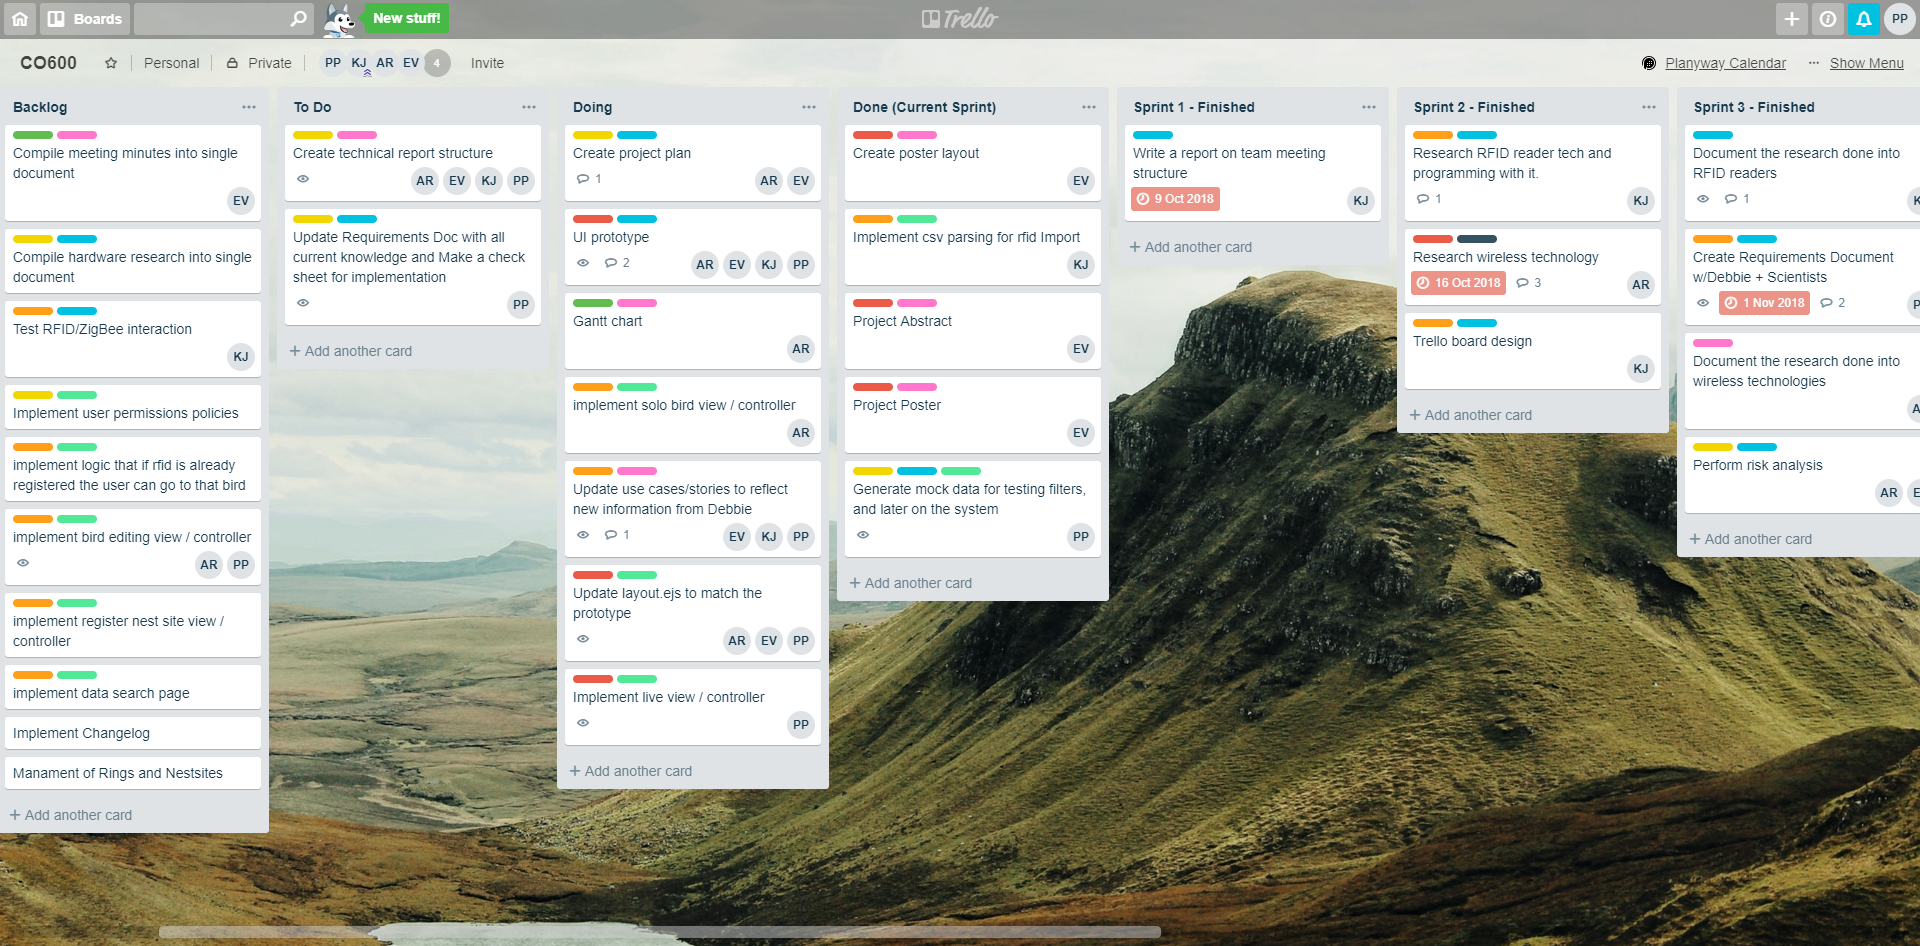 Boards
New stuff!
Trello
PP
CO600
Personal
Private
PP KJ AR EV 4
Invite
Planyway Calendar
··· Show Menu
Backlog
Compile meeting minutes into single
document
EV
Compile hardware research into single
document
Test RFID/ZigBee interaction
KJ
Implement user permissions policies
implement logic that if rfid is already
registered the user can go to that bird
implement bird editing view / controller
AR PP
implement register nest site view /
controller
implement data search page
Implement Changelog
Manament of Rings and Nestsites
+ Add another card
To Do
Create technical report structure
AR EV KJ PP
Update Requirements Doc with all
current knowledge and Make a check
sheet for implementation
PP
+ Add another card
Doing
Create project plan
1 AR EV
UI prototype
2 AR EV KJ PP
Gantt chart
AR
implement solo bird view / controller
AR
Update use cases/stories to reflect
new information from Debbie
1 EV KJ PP
Update layout.ejs to match the
prototype
AR EV PP
Implement live view / controller
PP
+ Add another card
Done (Current Sprint)
Create poster layout
EV
Implement csv parsing for rfid Import
KJ
Project Abstract
EV
Project Poster
EV
Generate mock data for testing filters,
and later on the system
PP
+ Add another card
Sprint 1 - Finished
Write a report on team meeting
structure
9 Oct 2018 KJ
+ Add another card
Sprint 2 - Finished
Research RFID reader tech and
programming with it.
1 KJ
Research wireless technology
16 Oct 2018 3 AR
Trello board design
KJ
+ Add another card
Sprint 3 - Finished
Document the research done into
RFID readers
1
Create Requirements Document
w/Debbie + Scientists
1 Nov 2018 2
Document the research done into
wireless technologies
Perform risk analysis
AR
+ Add another card